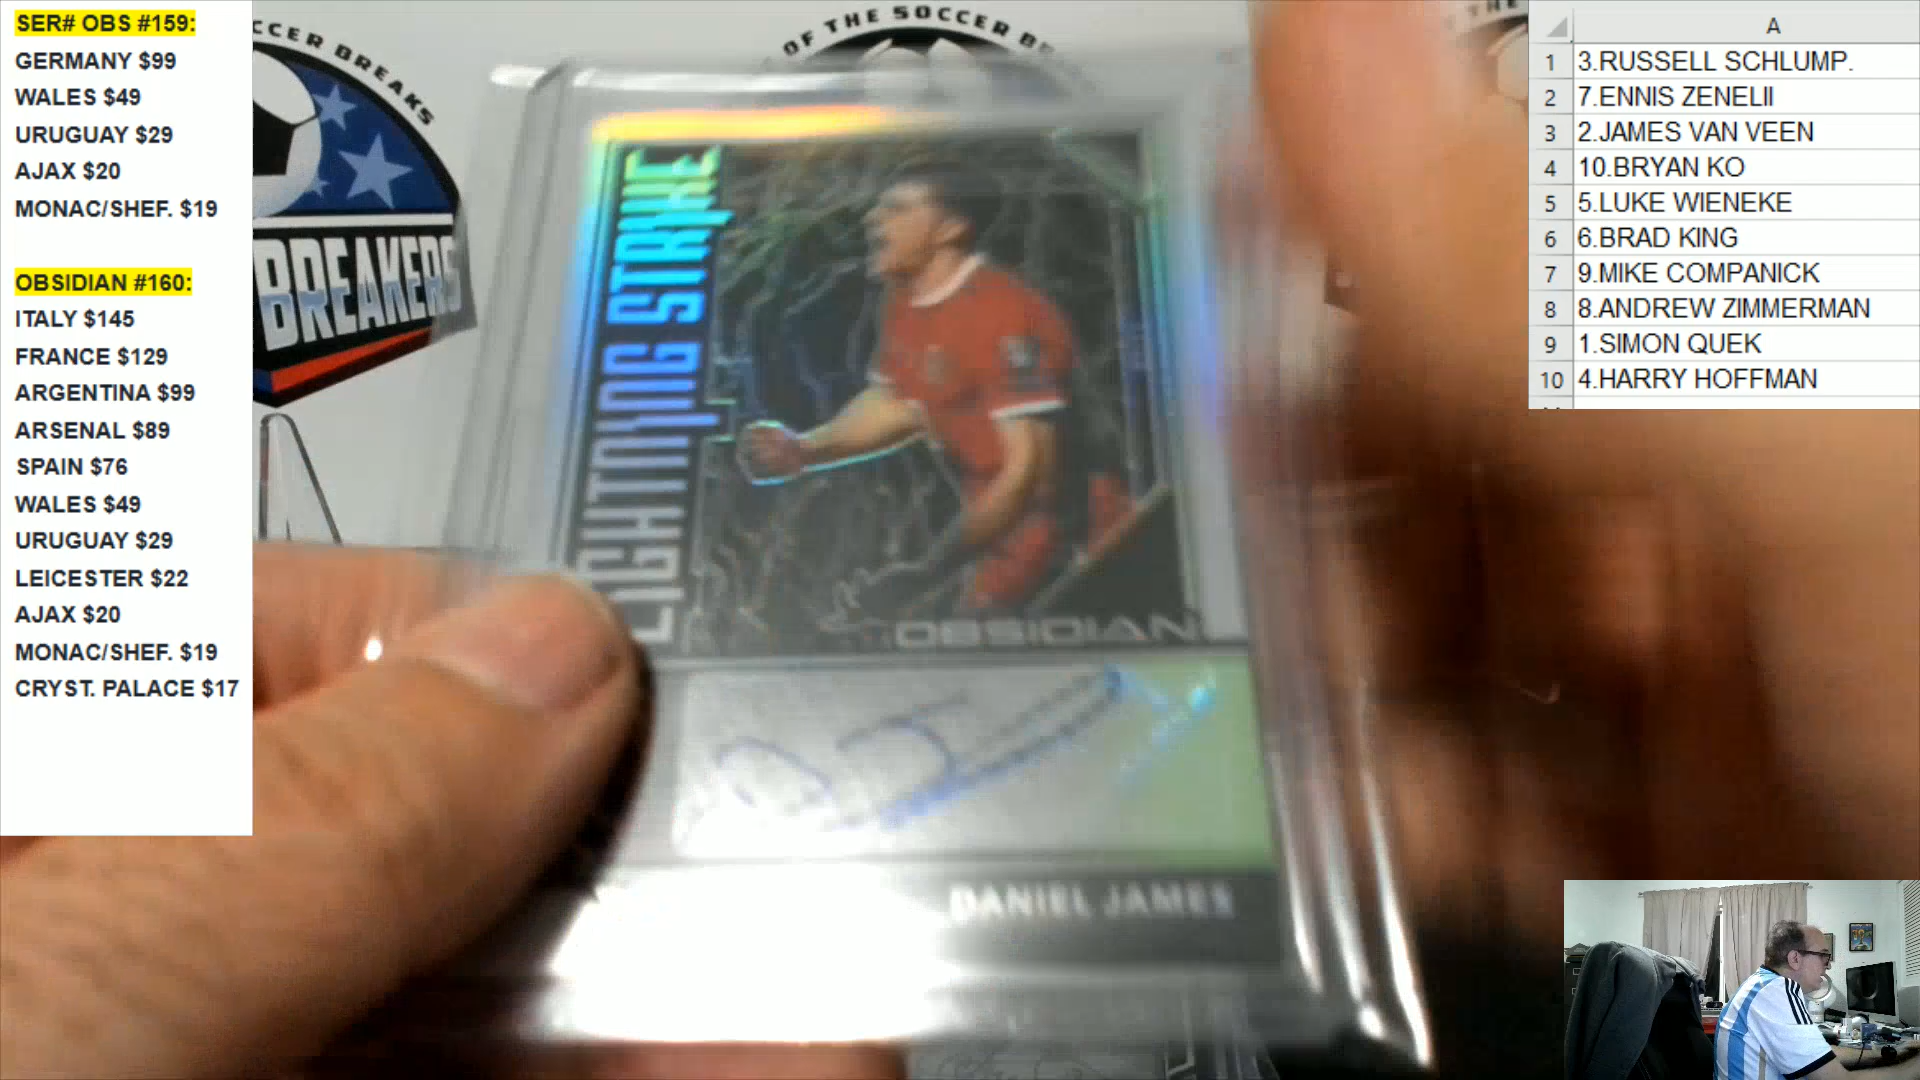 SER# OBS #159:
GERMANY $99
WALES $49
URUGUAY $29
AJAX $20
MONAC/SHEF. $19
OBSIDIAN #160:
ITALY $145
FRANCE $129
ARGENTINA $99
ARSENAL $89
SPAIN $76
WALES $49
URUGUAY $29
LEICESTER $22
AJAX $20
MONAC/SHEF. $19
CRYST. PALACE $17
CCER BREAKS
BREAKERS
OF THE SOCCER
LIGHTNING STRIKE
OBSIDIAN
DANIEL JAMES
A
1 3.RUSSELL SCHLUMP.
2 7.ENNIS ZENELII
3 2.JAMES VAN VEEN
4 10.BRYAN KO
5 5.LUKE WIENEKE
6 6.BRAD KING
7 9.MIKE COMPANICK
8 8.ANDREW ZIMMERMAN
9 1.SIMON QUEK
10 4.HARRY HOFFMAN